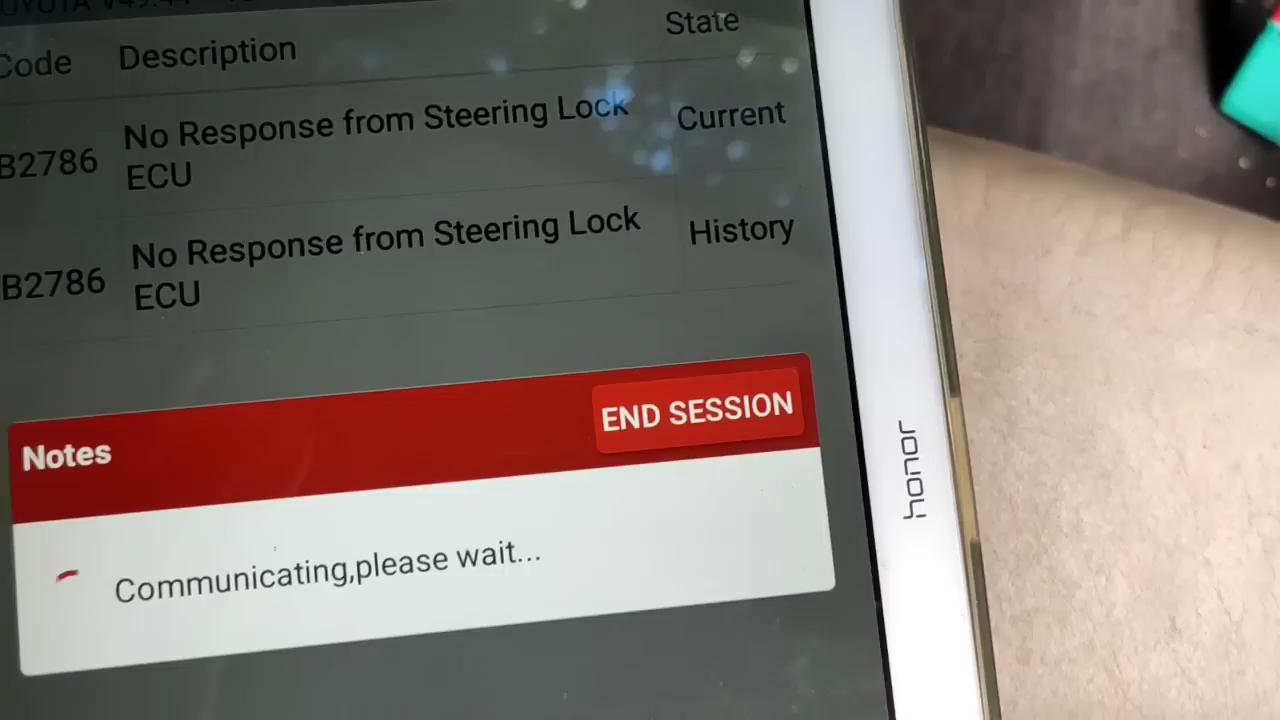 TOYOTA
Code Description State
B2786 No Response from Steering Lock ECU Current
B2786 No Response from Steering Lock ECU History
Notes END SESSION
Communicating,please wait...
honor